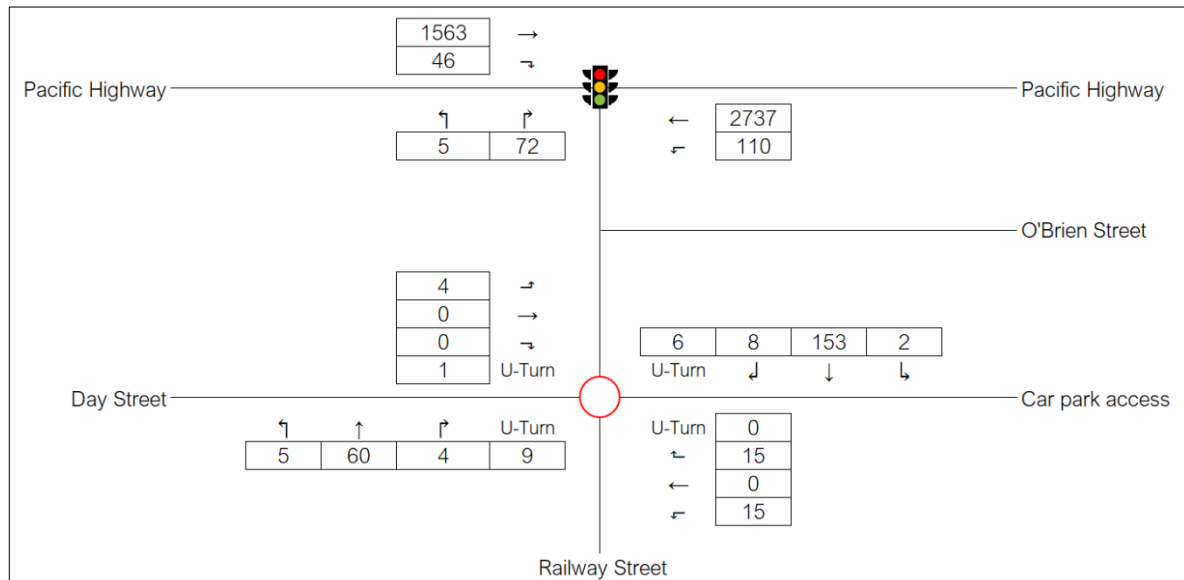 1563 →
46 ⬎
Pacific Highway
Pacific Highway
↰ ↱
5 72
← 2737
⬐ 110
O'Brien Street
4 ⬏
0 →
0 ⬎
1 U-Turn
6 8 153 2
U-Turn ↲ ↓ ↳
Day Street
Car park access
↰ ↑ ↱ U-Turn
5 60 4 9
U-Turn 0
⬑ 15
← 0
⬐ 15
Railway Street